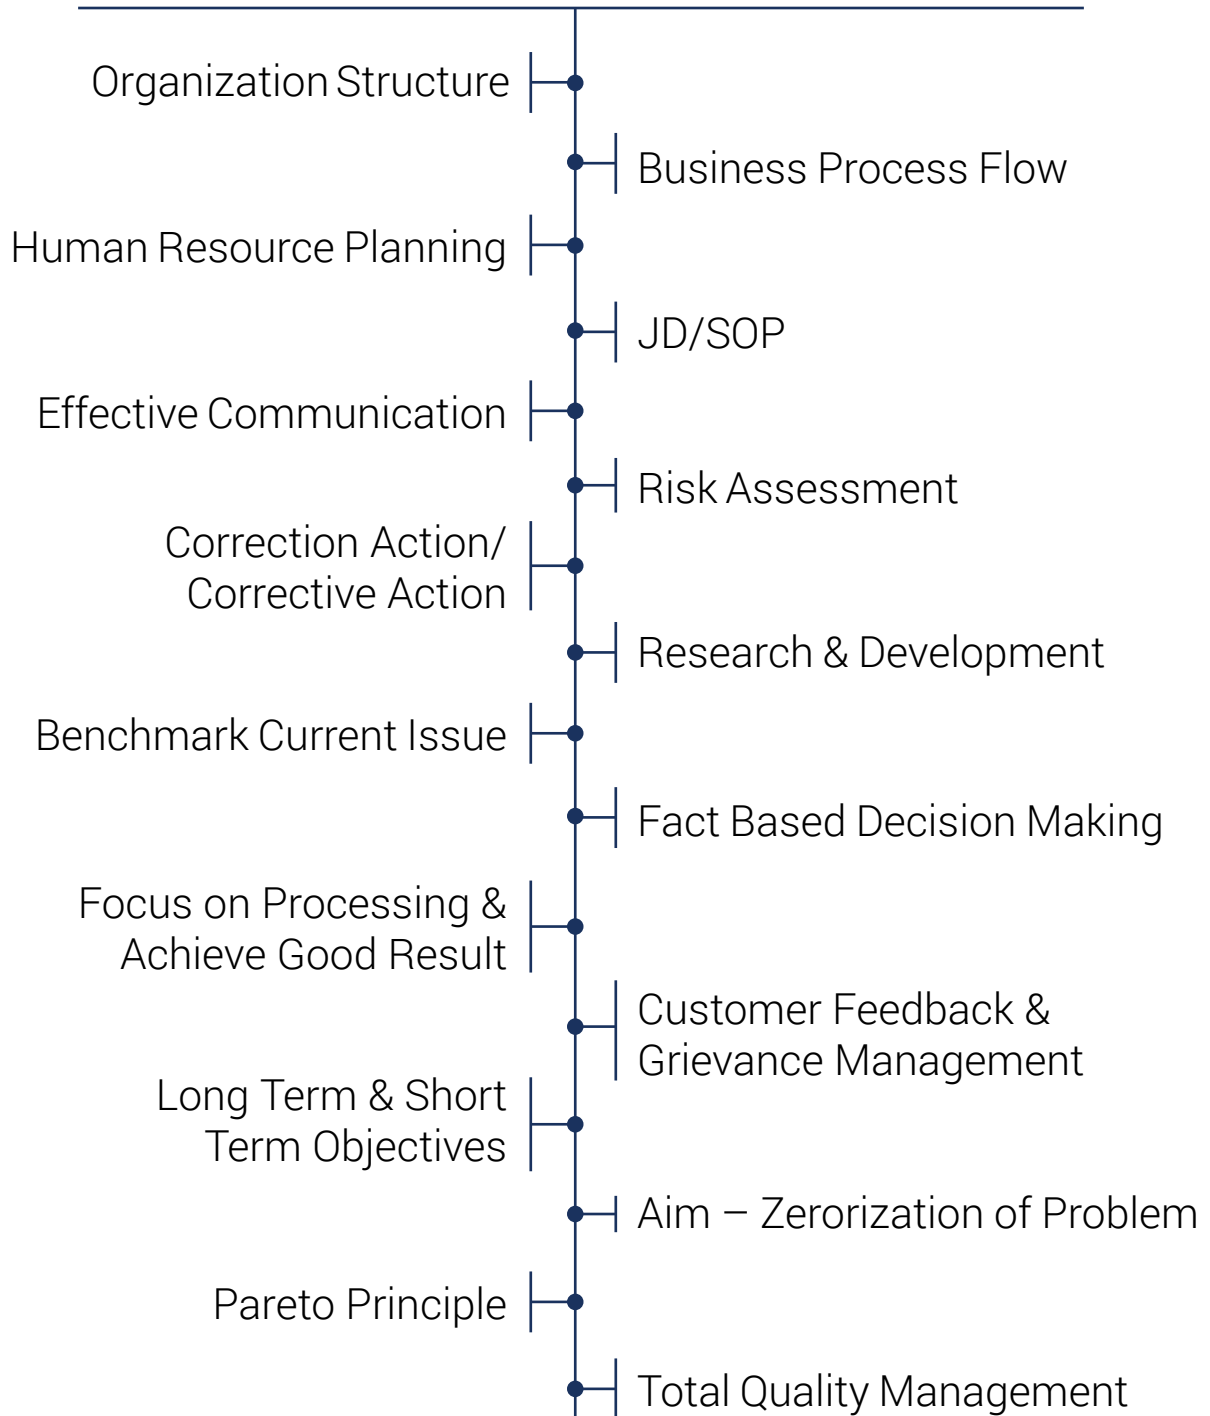 Organization Structure
Business Process Flow
Human Resource Planning
JD/SOP
Effective Communication
Risk Assessment
Correction Action/
Corrective Action
Research & Development
Benchmark Current Issue
Fact Based Decision Making
Focus on Processing &
Achieve Good Result
Customer Feedback &
Grievance Management
Long Term & Short
Term Objectives
Aim – Zerorization of Problem
Pareto Principle
Total Quality Management